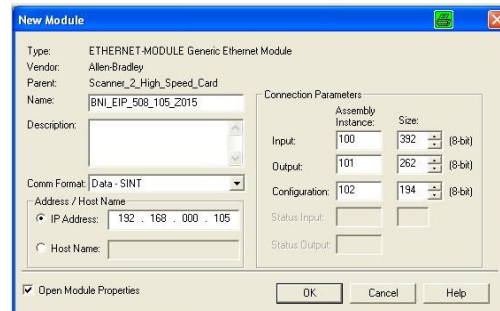 New Module
Type: ETHERNET-MODULE Generic Ethernet Module
Vendor: Allen-Bradley
Parent: Scanner_2_High_Speed_Card
Name: BNI_EIP_508_105_Z015
Description:
Comm Format: Data - SINT
Address / Host Name
IP Address: 192 . 168 . 000 . 105
Host Name:
Connection Parameters
Assembly
Instance: Size:
Input: 100 392 (8-bit)
Output: 101 262 (8-bit)
Configuration: 102 194 (8-bit)
Status Input:
Status Output:
Open Module Properties
OK Cancel Help